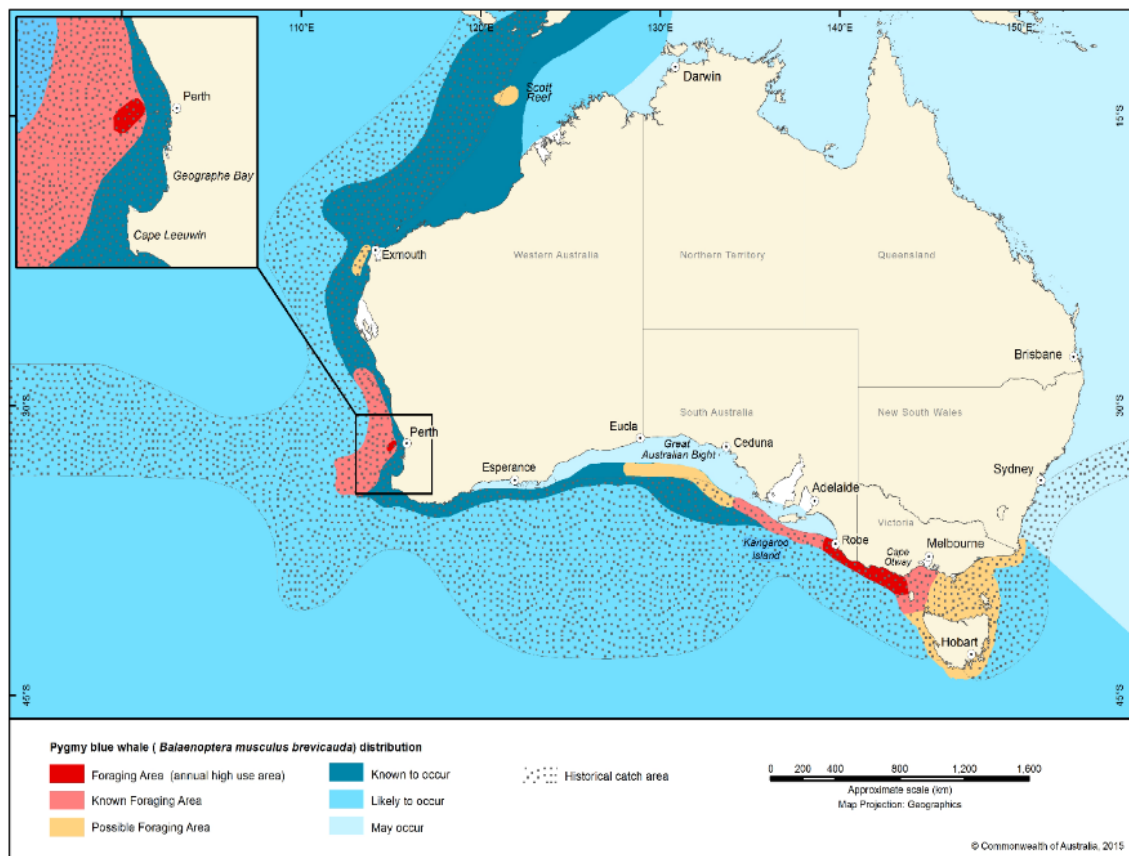 110°E
120°E
130°E
140°E
150°E
Perth
Geographe Bay
Cape Leeuwin
Scott
Reef
Darwin
15°S
15°S
Exmouth
Western Australia
Northern Territory
Queensland
Brisbane
30°S
30°S
South Australia
New South Wales
Perth
Eucla
Great
Australian Bight
Ceduna
Esperance
Sydney
Adelaide
Victoria
Kangaroo
Island
Robe
Cape
Otway
Melbourne
Hobart
45°S
45°S
Pygmy blue whale ( Balaenoptera musculus brevicauda) distribution
Foraging Area (annual high use area)
Known Foraging Area
Possible Foraging Area
Known to occur
Likely to occur
May occur
Historical catch area
0 200 400 800 1,200 1,600
Approximate scale (km)
Map Projection: Geographics
© Commonwealth of Australia, 2015